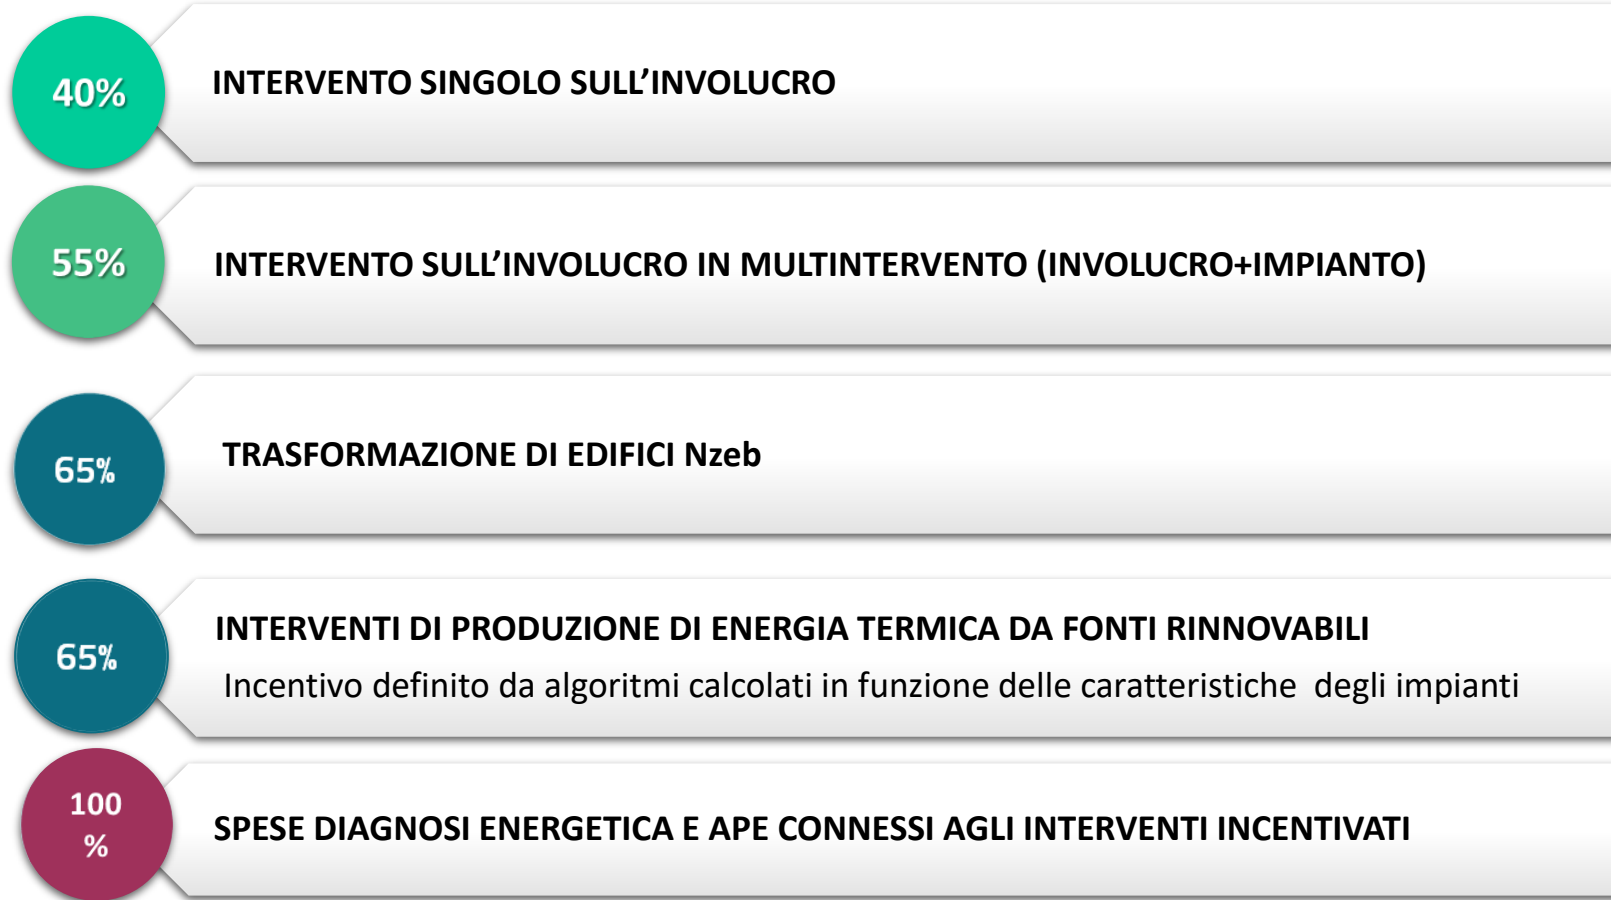 40%
INTERVENTO SINGOLO SULL’INVOLUCRO
55%
INTERVENTO SULL’INVOLUCRO IN MULTINTERVENTO (INVOLUCRO+IMPIANTO)
65%
TRASFORMAZIONE DI EDIFICI Nzeb
65%
INTERVENTI DI PRODUZIONE DI ENERGIA TERMICA DA FONTI RINNOVABILI
Incentivo definito da algoritmi calcolati in funzione delle caratteristiche degli impianti
100
%
SPESE DIAGNOSI ENERGETICA E APE CONNESSI AGLI INTERVENTI INCENTIVATI